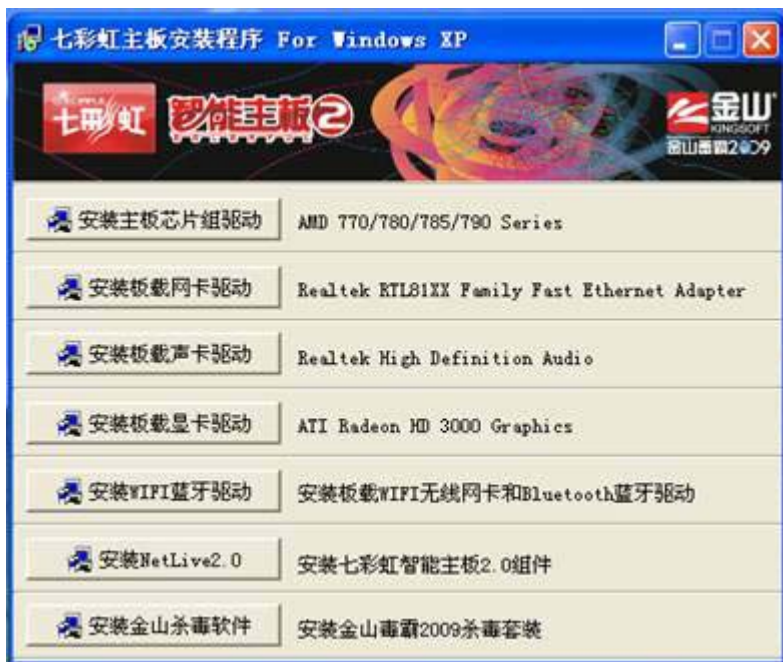 七彩虹主板安装程序 For Windows XP
七彩虹 智能主板2 金山
KINGSOFT
金山毒霸2009
安装主板芯片组驱动 AMD 770/780/785/790 Series
安装板载网卡驱动 Realtek RTL81XX Family Fast Ethernet Adapter
安装板载声卡驱动 Realtek High Definition Audio
安装板载显卡驱动 ATI Radeon HD 3000 Graphics
安装WIFI蓝牙驱动 安装板载WIFI无线网卡和Bluetooth蓝牙驱动
安装NetLive2.0 安装七彩虹智能主板2.0组件
安装金山杀毒软件 安装金山毒霸2009杀毒套装